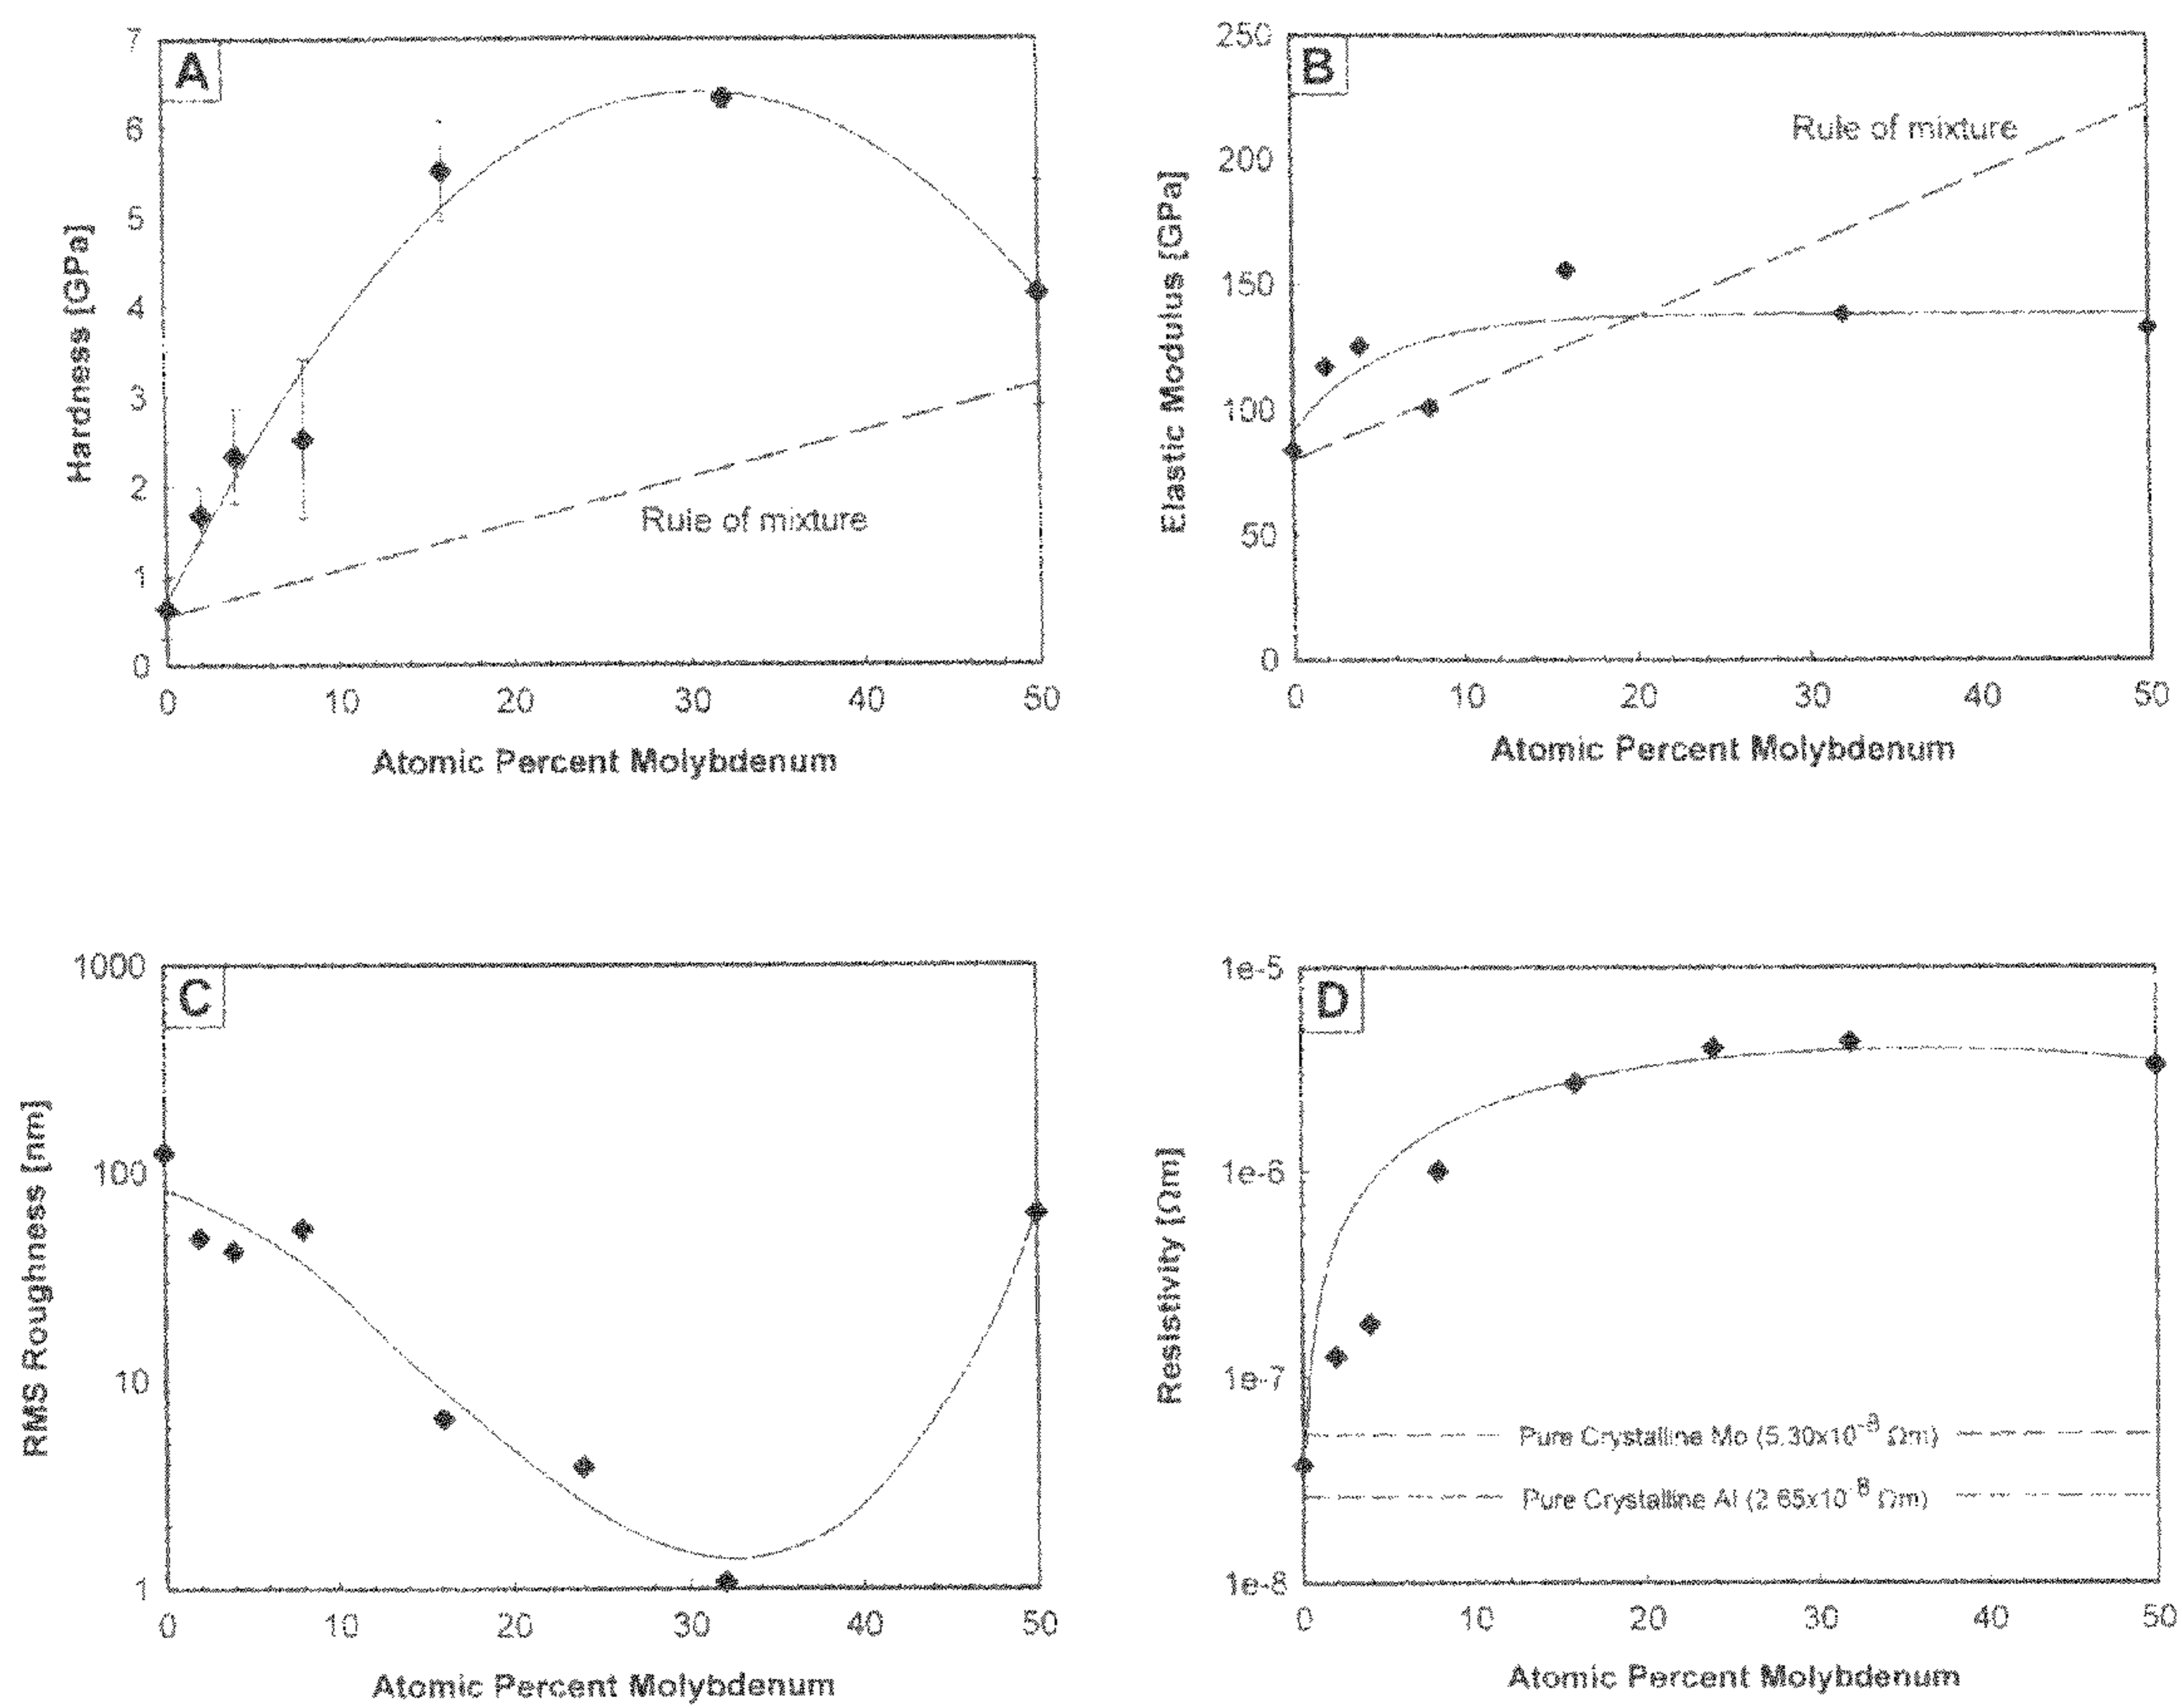 A
7
6
5
4
3
2
1
0
Hardness [GPa]
Rule of mixture
0 10 20 30 40 50
Atomic Percent Molybdenum
B
250
200
150
100
50
0
Elastic Modulus [GPa]
Rule of mixture
0 10 20 30 40 50
Atomic Percent Molybdenum
C
1000
100
10
1
RMS Roughness [nm]
0 10 20 30 40 50
Atomic Percent Molybdenum
D
1e-5
1e-6
1e-7
1e-8
Resistivity [Ωm]
Pure Crystalline Mo (5.30x10⁻⁸ Ωm)
Pure Crystalline Al (2.65x10⁻⁸ Ωm)
0 10 20 30 40 50
Atomic Percent Molybdenum